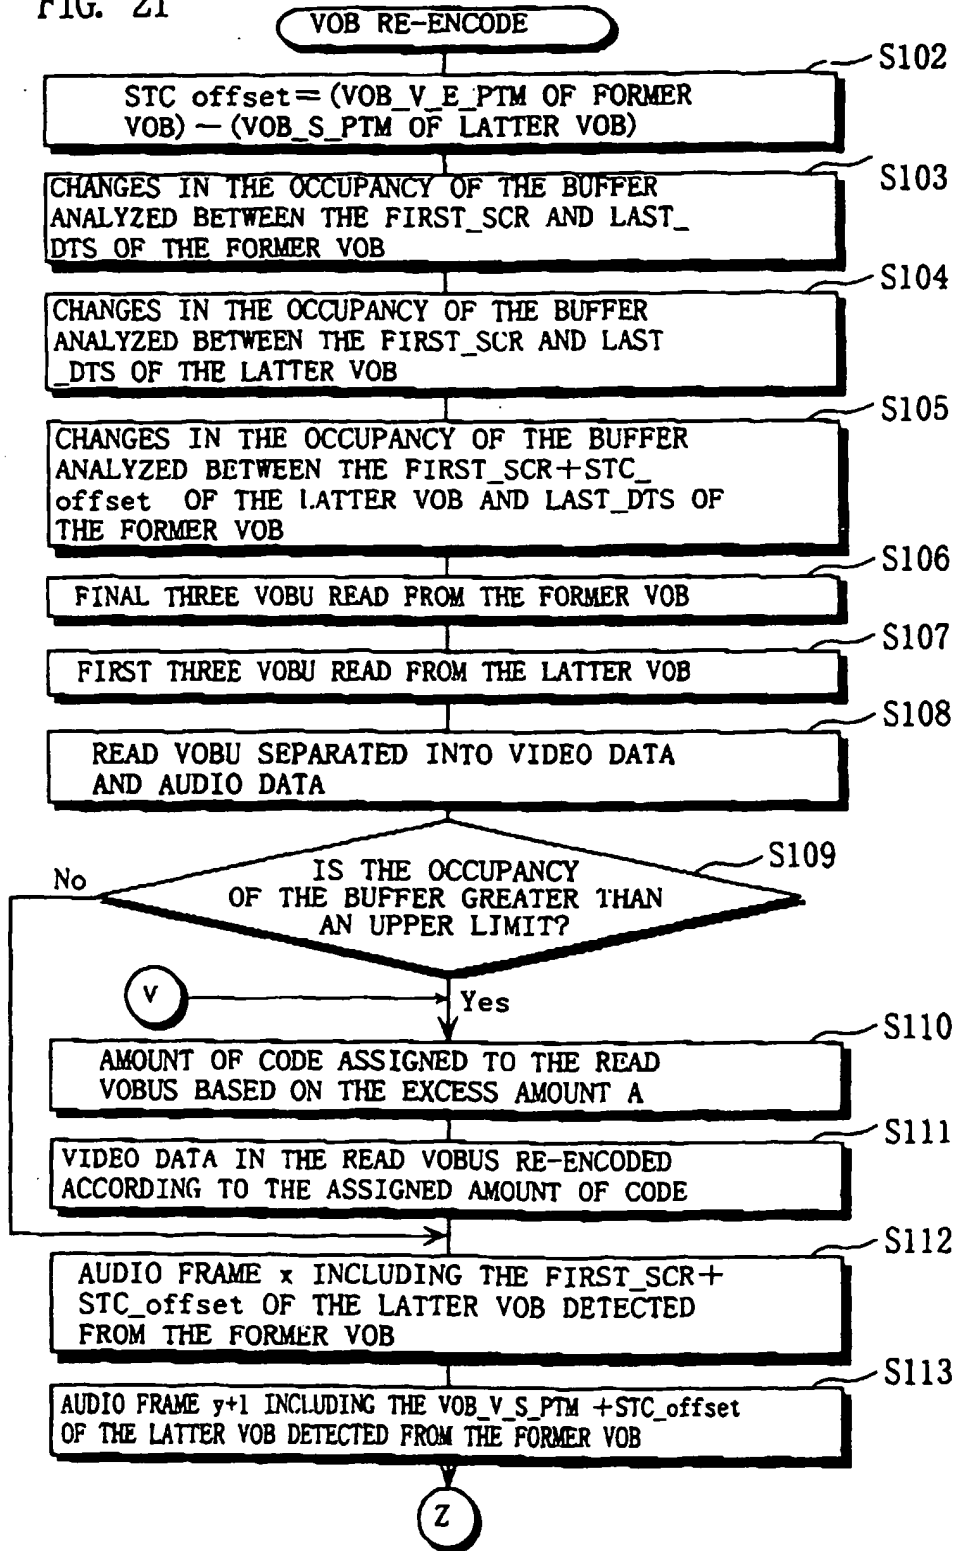 FIG. 21
VOB RE-ENCODE
S102
STC offset=(VOB_V_E_PTM OF FORMER
VOB)-(VOB_S_PTM OF LATTER VOB)
S103
CHANGES IN THE OCCUPANCY OF THE BUFFER
ANALYZED BETWEEN THE FIRST_SCR AND LAST_
DTS OF THE FORMER VOB
S104
CHANGES IN THE OCCUPANCY OF THE BUFFER
ANALYZED BETWEEN THE FIRST_SCR AND LAST
_DTS OF THE LATTER VOB
S105
CHANGES IN THE OCCUPANCY OF THE BUFFER
ANALYZED BETWEEN THE FIRST_SCR+STC_
offset OF THE LATTER VOB AND LAST_DTS OF
THE FORMER VOB
S106
FINAL THREE VOBU READ FROM THE FORMER VOB
S107
FIRST THREE VOBU READ FROM THE LATTER VOB
S108
READ VOBU SEPARATED INTO VIDEO DATA
AND AUDIO DATA
S109
IS THE OCCUPANCY
OF THE BUFFER GREATER THAN
AN UPPER LIMIT?
No
V
Yes
S110
AMOUNT OF CODE ASSIGNED TO THE READ
VOBUS BASED ON THE EXCESS AMOUNT A
S111
VIDEO DATA IN THE READ VOBUS RE-ENCODED
ACCORDING TO THE ASSIGNED AMOUNT OF CODE
S112
AUDIO FRAME x INCLUDING THE FIRST_SCR+
STC_offset OF THE LATTER VOB DETECTED
FROM THE FORMER VOB
S113
AUDIO FRAME y+1 INCLUDING THE VOB_V_S_PTM +STC_offset
OF THE LATTER VOB DETECTED FROM THE FORMER VOB
Z